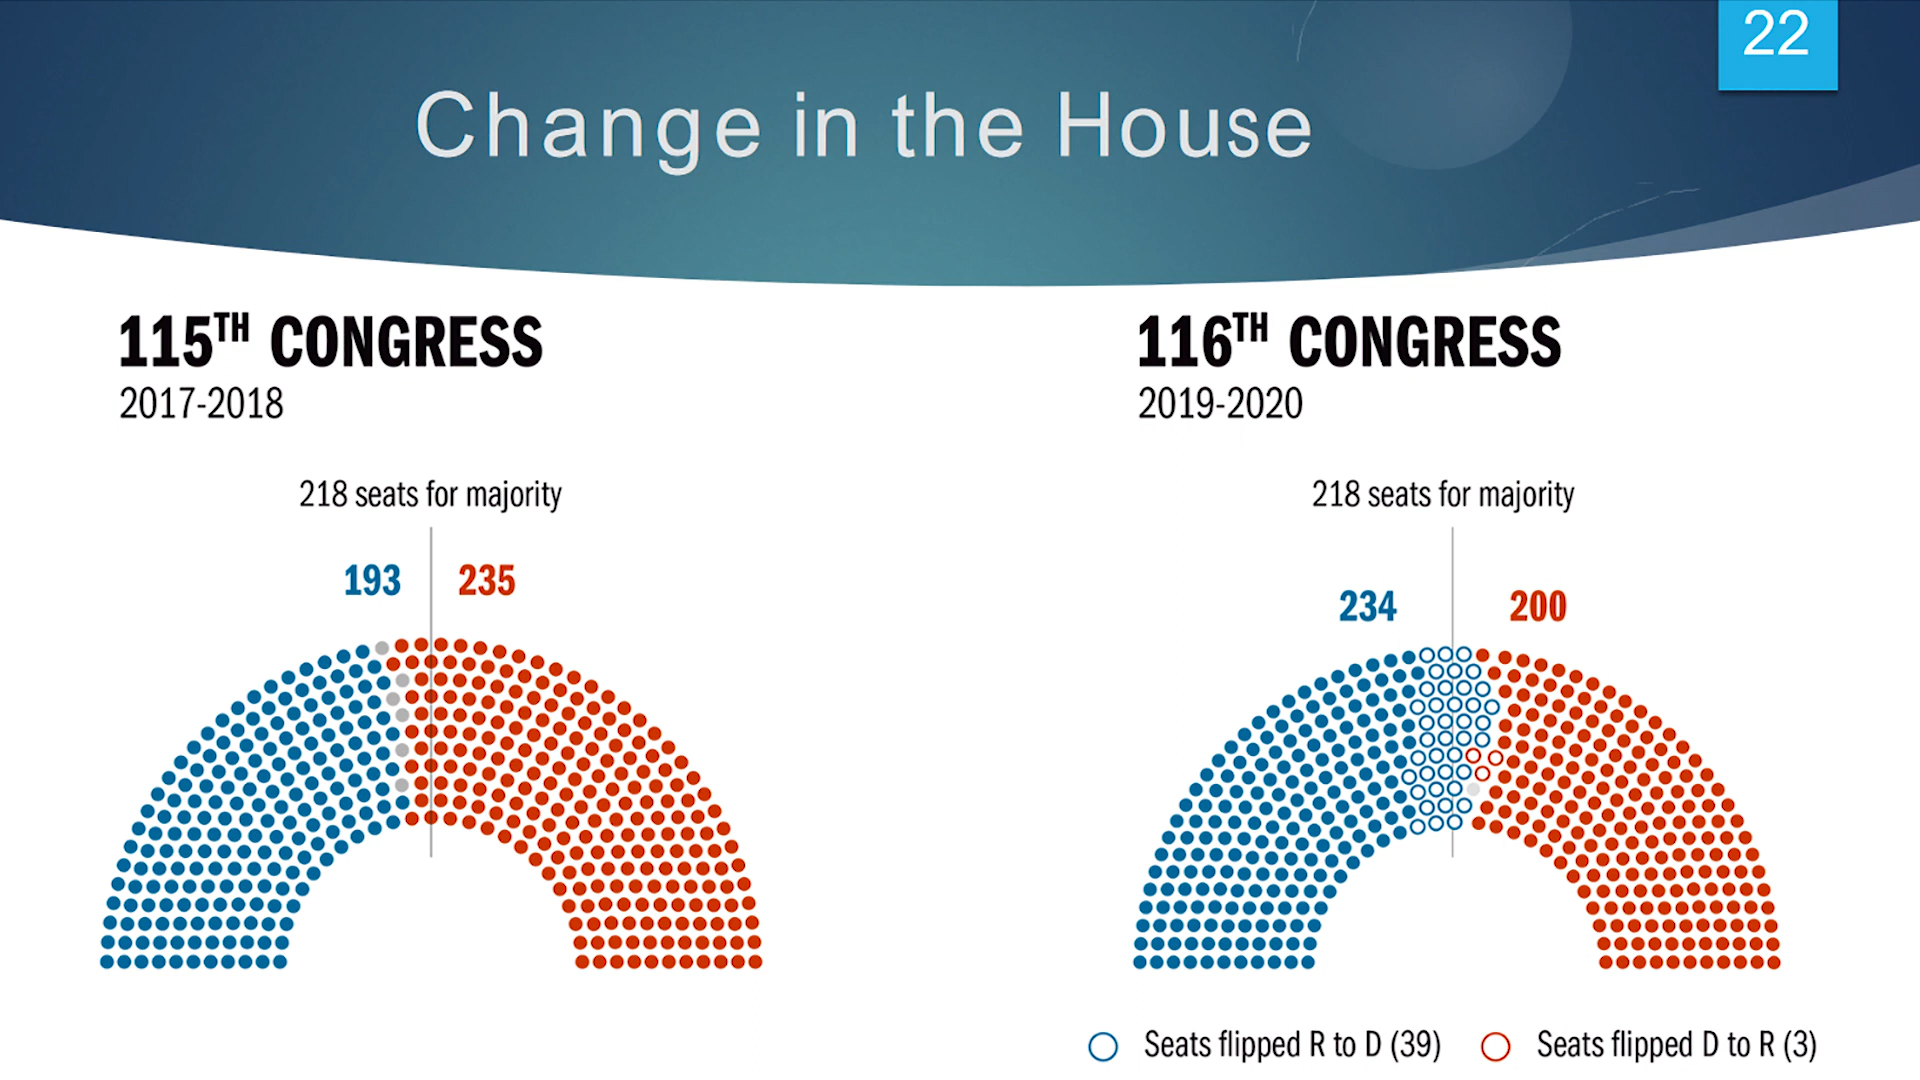 22
Change in the House
115TH CONGRESS
2017-2018
218 seats for majority
193 235
116TH CONGRESS
2019-2020
218 seats for majority
234 200
Seats flipped R to D (39) Seats flipped D to R (3)